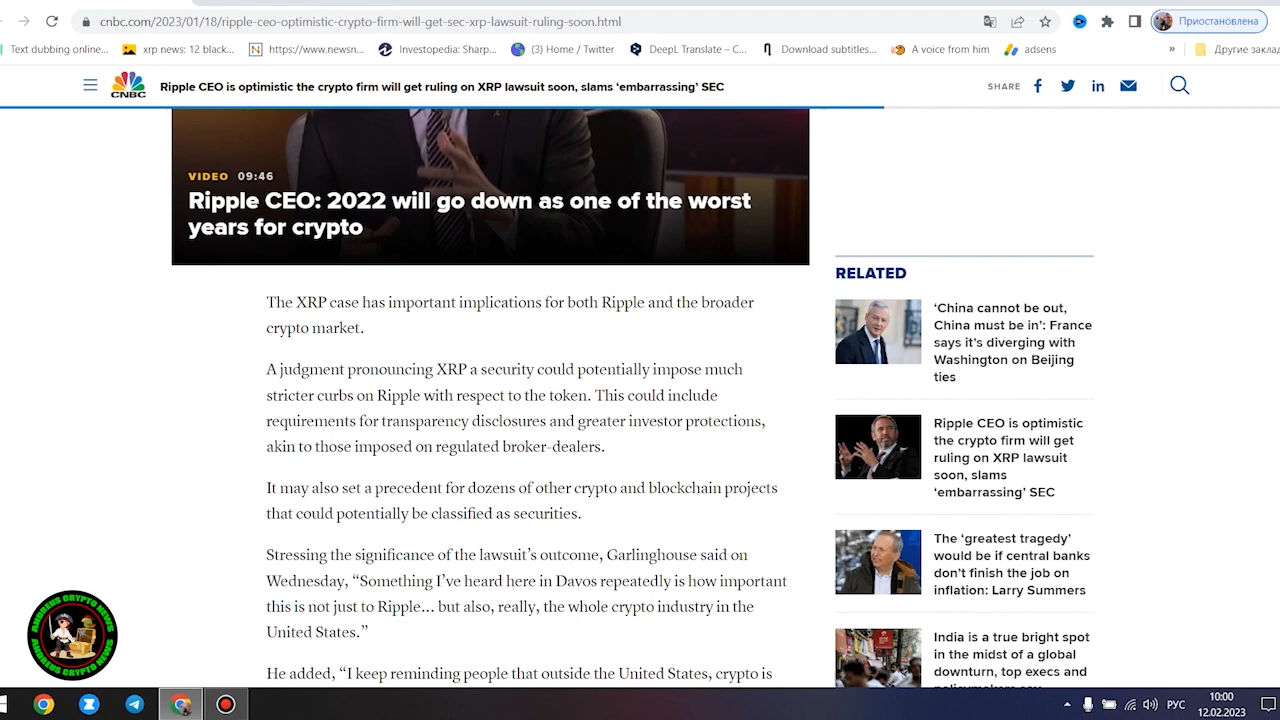 cnbc.com/2023/01/18/ripple-ceo-optimistic-crypto-firm-will-get-sec-xrp-lawsuit-ruling-soon.html
Приостановлена
Text dubbing online...
xrp news: 12 black...
https://www.newsn...
Investopedia: Sharp...
(3) Home / Twitter
DeepL Translate – C...
Download subtitles...
A voice from him
adsens
»
Другие заклад
CNBC
Ripple CEO is optimistic the crypto firm will get ruling on XRP lawsuit soon, slams ‘embarrassing’ SEC
SHARE
VIDEO 09:46
Ripple CEO: 2022 will go down as one of the worst
years for crypto
The XRP case has important implications for both Ripple and the broader
crypto market.
A judgment pronouncing XRP a security could potentially impose much
stricter curbs on Ripple with respect to the token. This could include
requirements for transparency disclosures and greater investor protections,
akin to those imposed on regulated broker-dealers.
It may also set a precedent for dozens of other crypto and blockchain projects
that could potentially be classified as securities.
Stressing the significance of the lawsuit’s outcome, Garlinghouse said on
Wednesday, “Something I’ve heard here in Davos repeatedly is how important
this is not just to Ripple… but also, really, the whole crypto industry in the
United States.”
He added, “I keep reminding people that outside the United States, crypto is
RELATED
‘China cannot be out,
China must be in’: France
says it’s diverging with
Washington on Beijing
ties
Ripple CEO is optimistic
the crypto firm will get
ruling on XRP lawsuit
soon, slams
‘embarrassing’ SEC
The ‘greatest tragedy’
would be if central banks
don’t finish the job on
inflation: Larry Summers
India is a true bright spot
in the midst of a global
downturn, top execs and
policymakers say
ANDREUS CRYPTO NEWS
ANDREUS CRYPTO NEWS
РУС
10:00
12.02.2023